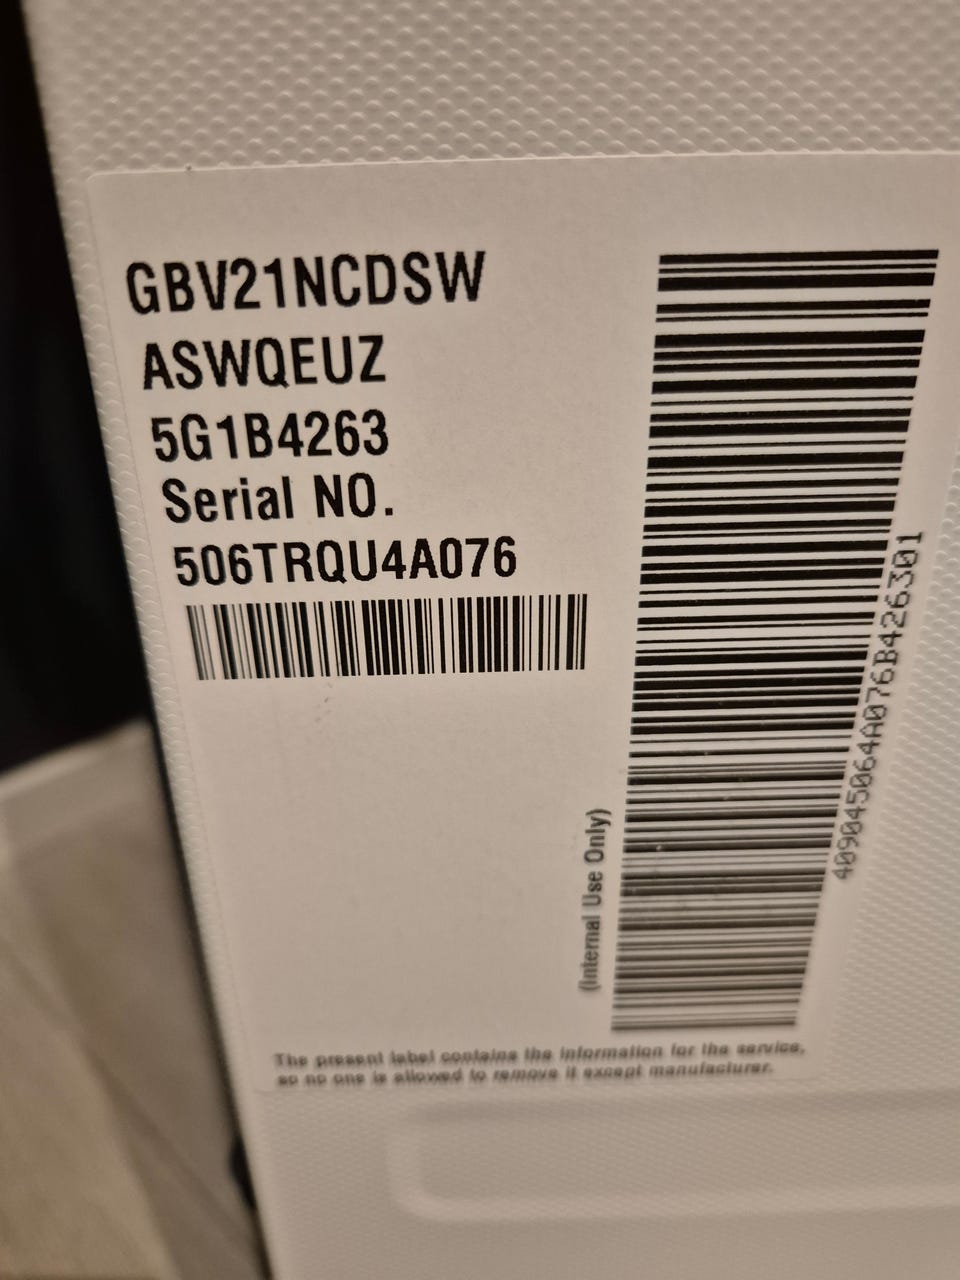 GBV21NCDSW
ASWQEUZ
5G1B4263
Serial NO.
506TRQU4A076
(Internal Use Only)
409045064A076B426301
The present label contains the information for the service,
so no one is allowed to remove it except manufacturer.